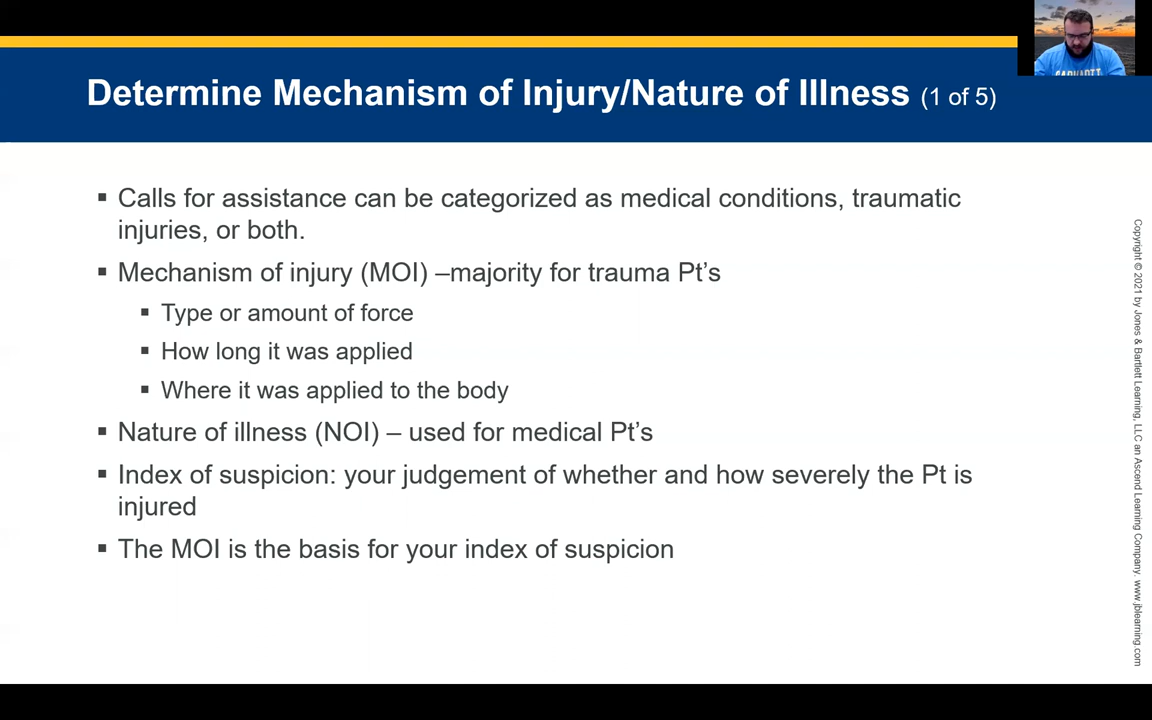 Determine Mechanism of Injury/Nature of Illness (1 of 5)
▪ Calls for assistance can be categorized as medical conditions, traumatic
injuries, or both.
▪ Mechanism of injury (MOI) –majority for trauma Pt’s
▪ Type or amount of force
▪ How long it was applied
▪ Where it was applied to the body
▪ Nature of illness (NOI) – used for medical Pt’s
▪ Index of suspicion: your judgement of whether and how severely the Pt is
injured
▪ The MOI is the basis for your index of suspicion
Copyright © 2021 by Jones & Bartlett Learning, LLC an Ascend Learning Company. www.jblearning.com
CARHARTT